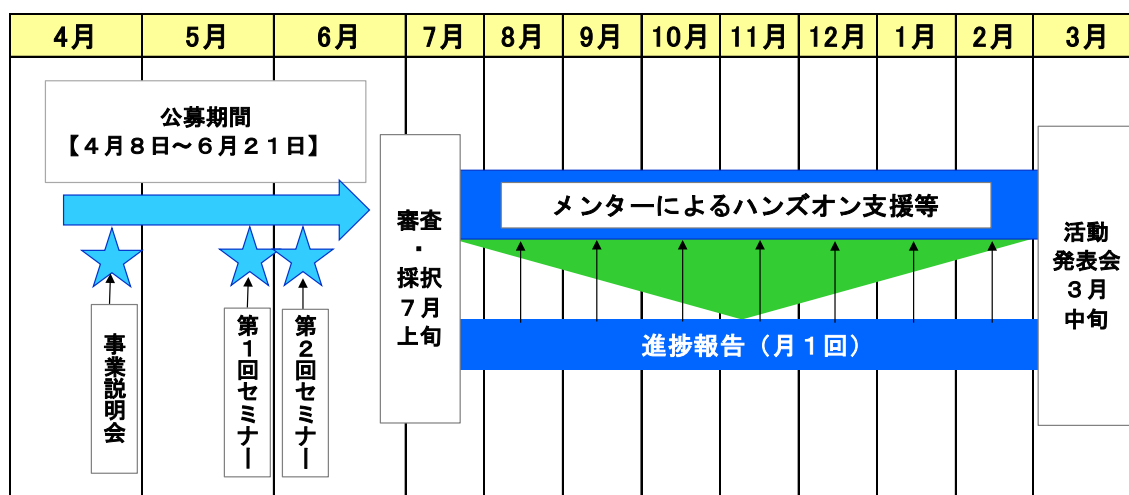 4月 5月 6月 7月 8月 9月 10月 11月 12月 1月 2月 3月
公募期間
【４月８日～６月２１日】
事業説明会
第１回セミナー
第２回セミナー
審査
・
採択
７月
上旬
メンターによるハンズオン支援等
進捗報告（月１回）
活動
発表会
３月
中旬